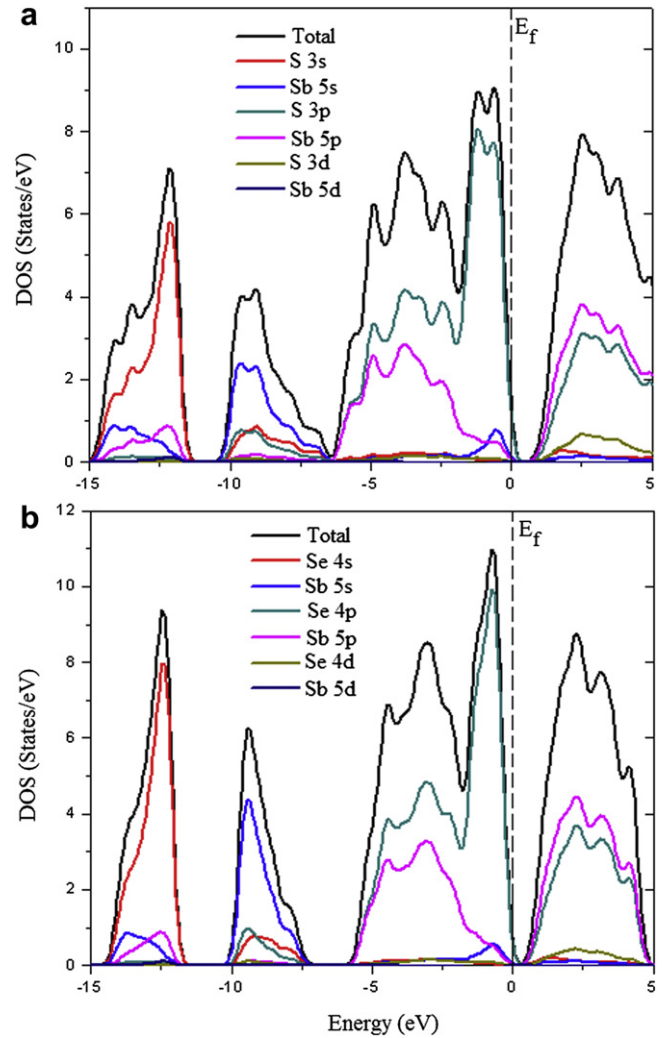 a
E_f
Total
S 3s
Sb 5s
S 3p
Sb 5p
S 3d
Sb 5d
DOS (States/eV)
10
8
6
4
2
0
-15 -10 -5 0 5
b
E_f
Total
Se 4s
Sb 5s
Se 4p
Sb 5p
Se 4d
Sb 5d
DOS (States/eV)
12
10
8
6
4
2
0
-15 -10 -5 0 5
Energy (eV)